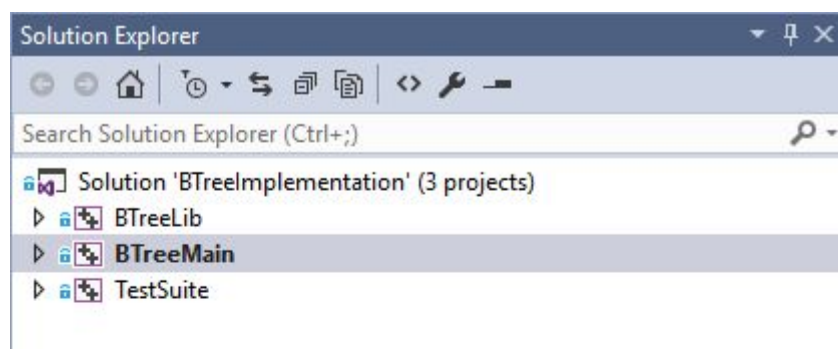 Solution Explorer
Search Solution Explorer (Ctrl+;)
Solution 'BTreeImplementation' (3 projects)
BTreeLib
BTreeMain
TestSuite